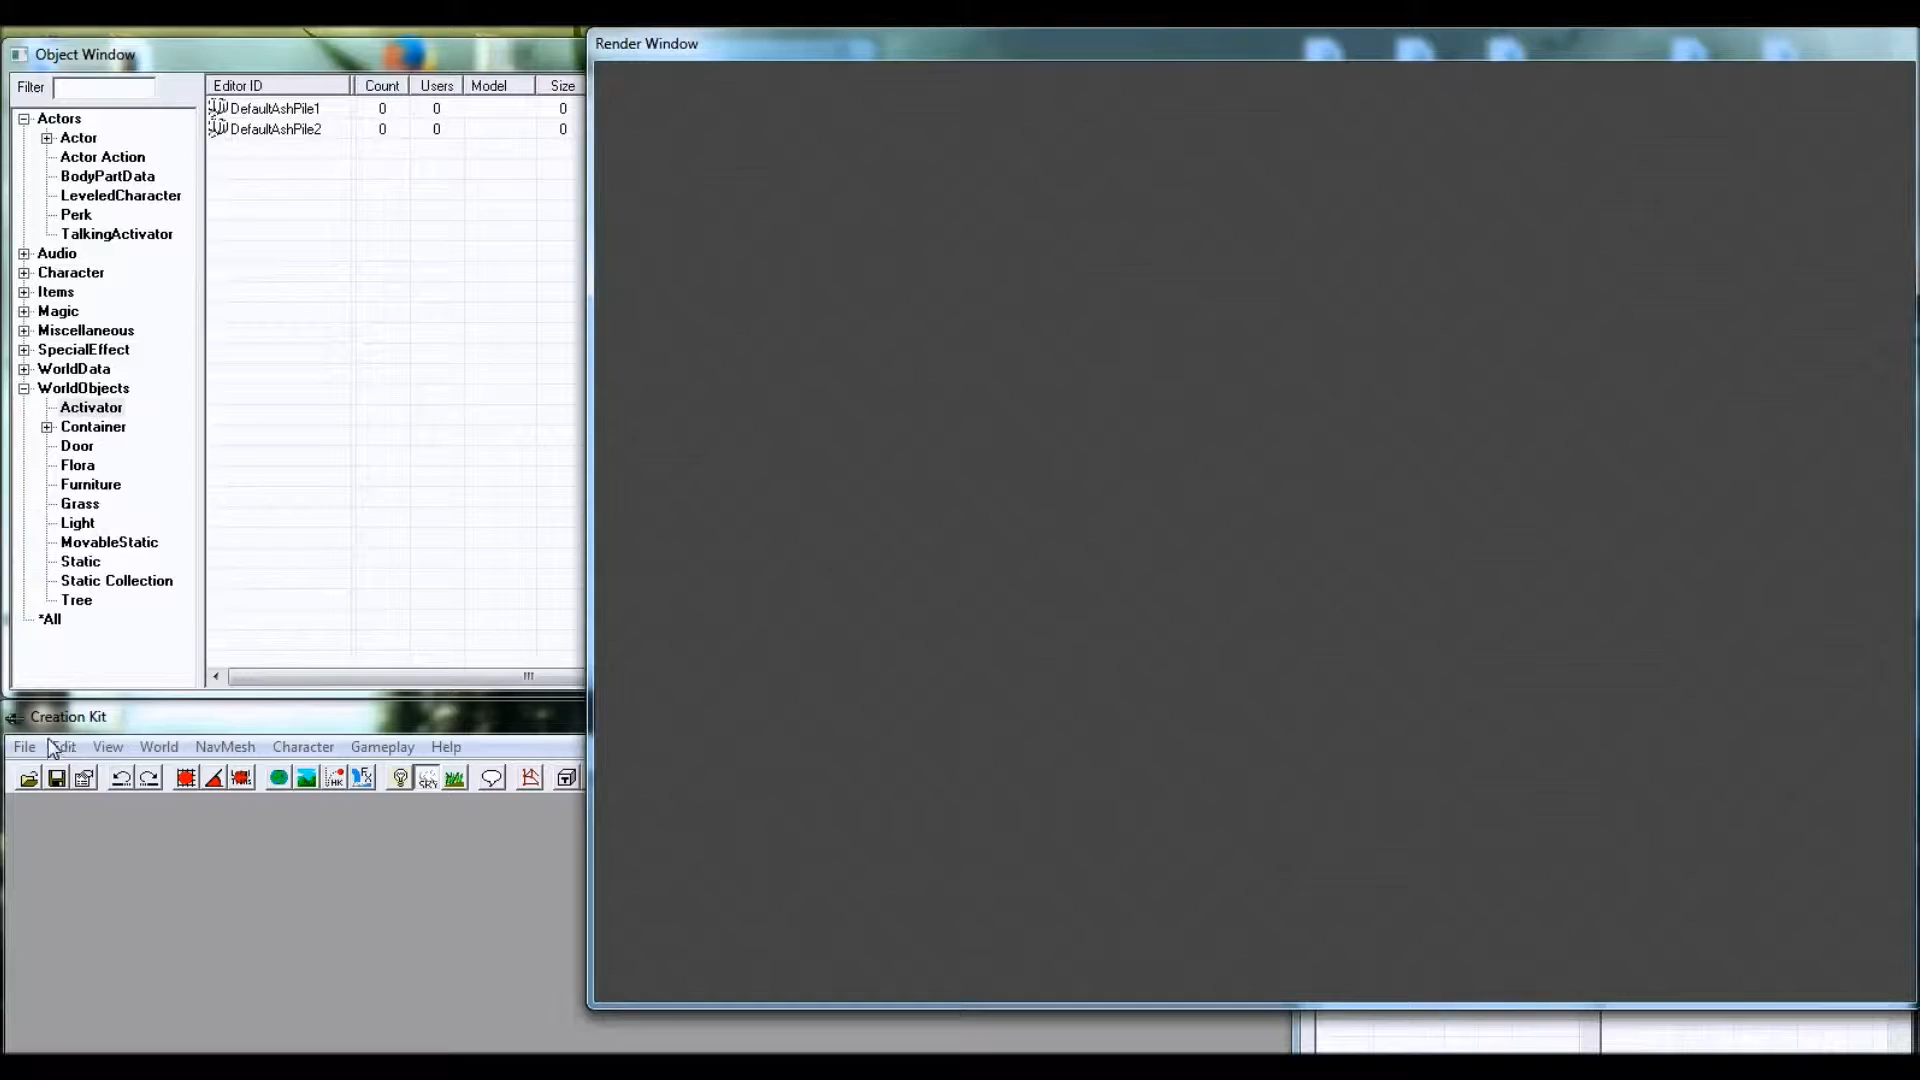 Object Window
Filter
Editor ID Count Users Model Size
DefaultAshPile1 0 0 0
DefaultAshPile2 0 0 0
Actors
Actor
Actor Action
BodyPartData
LeveledCharacter
Perk
TalkingActivator
Audio
Character
Items
Magic
Miscellaneous
SpecialEffect
WorldData
WorldObjects
Activator
Container
Door
Flora
Furniture
Grass
Light
MovableStatic
Static
Static Collection
Tree
*All
Render Window
Creation Kit
File Edit View World NavMesh Character Gameplay Help
SKY